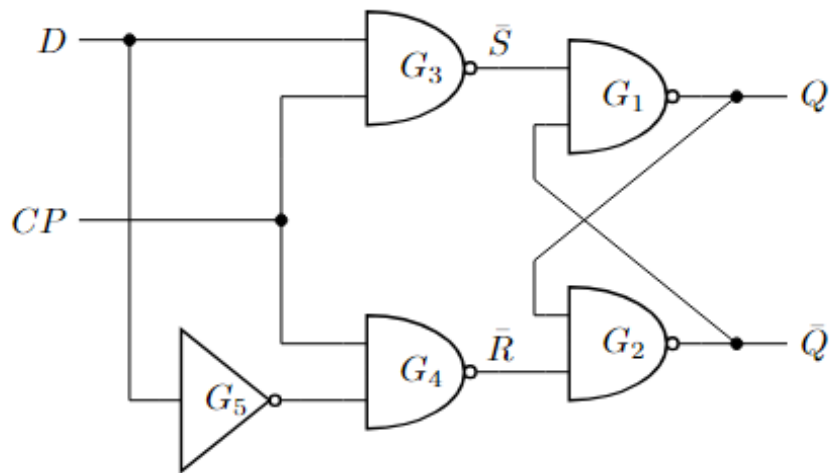 D
G₃
S̄
G₁
Q
CP
G₅
G₄
R̄
G₂
Q̄